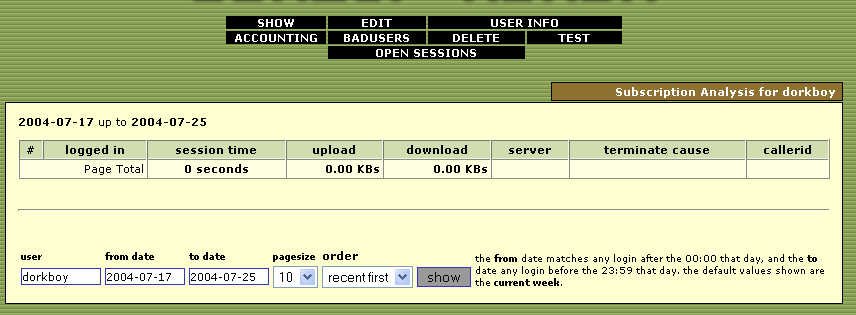 SHOW EDIT USER INFO
ACCOUNTING BADUSERS DELETE TEST
OPEN SESSIONS
Subscription Analysis for dorkboy
2004-07-17 up to 2004-07-25
# logged in session time upload download server terminate cause callerid
Page Total 0 seconds 0.00 KBs 0.00 KBs
user from date to date pagesize order
dorkboy 2004-07-17 2004-07-25 10 recent first show
the from date matches any login after the 00:00 that day, and the to
date any login before the 23:59 that day. the default values shown are
the current week.